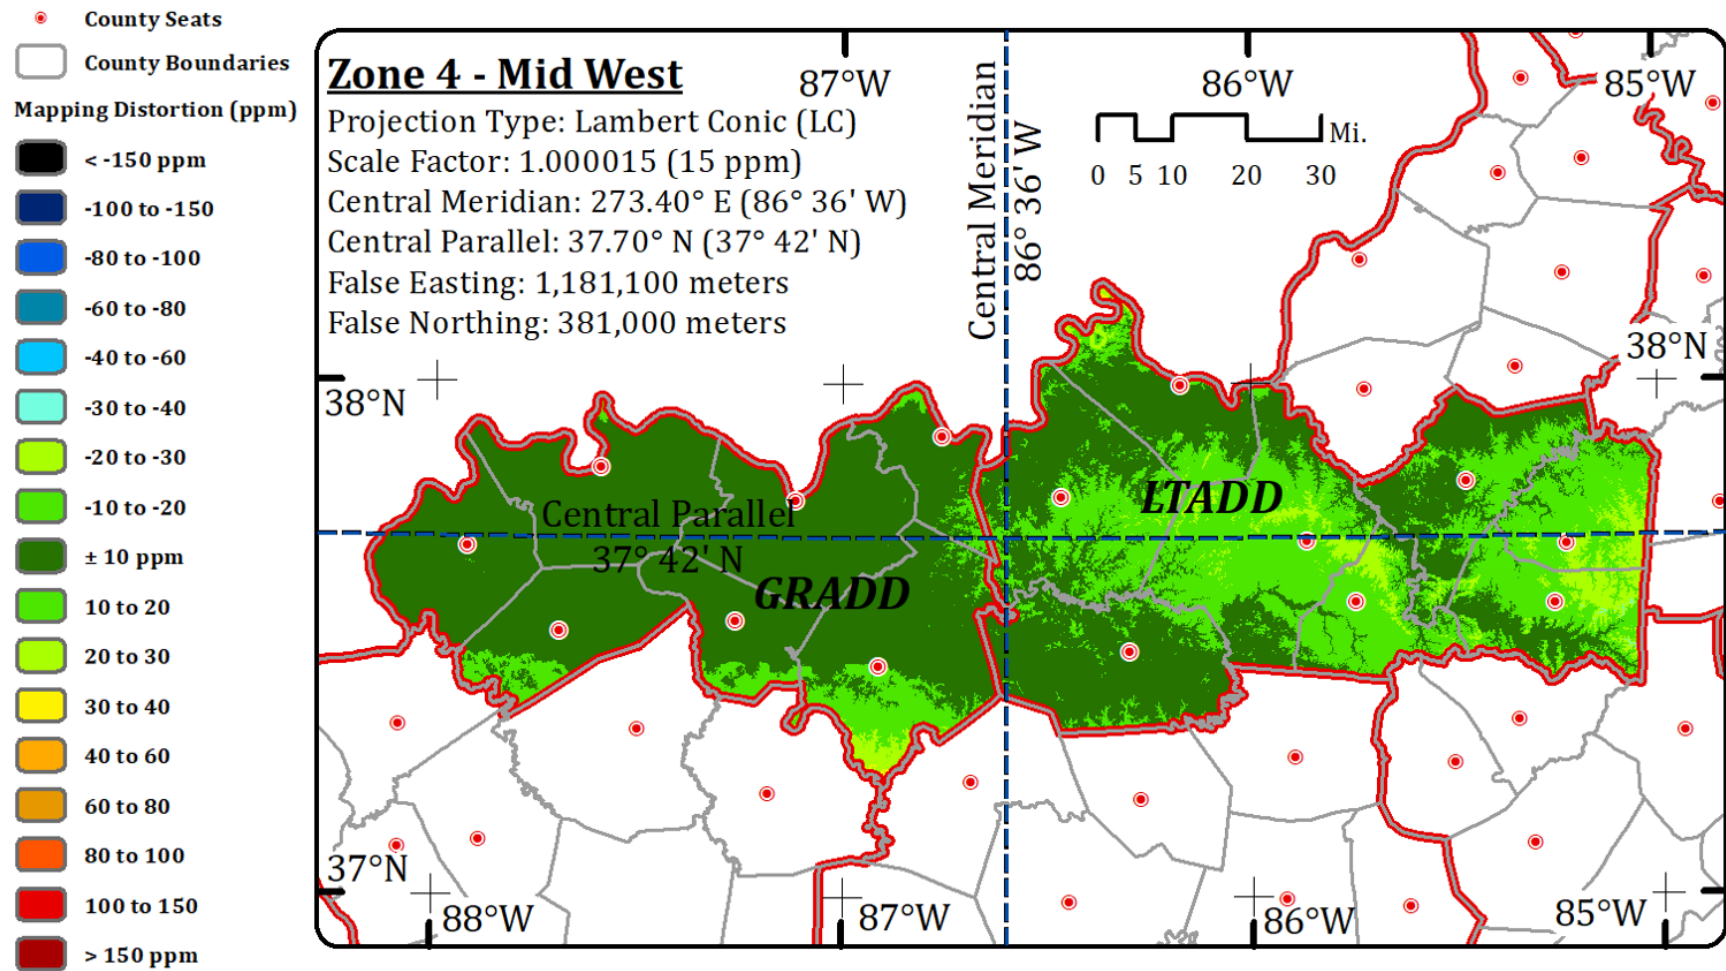 County Seats
County Boundaries
Mapping Distortion (ppm)
< -150 ppm
-100 to -150
-80 to -100
-60 to -80
-40 to -60
-30 to -40
-20 to -30
-10 to -20
± 10 ppm
10 to 20
20 to 30
30 to 40
40 to 60
60 to 80
80 to 100
100 to 150
> 150 ppm
Zone 4 - Mid West
Projection Type: Lambert Conic (LC)
Scale Factor: 1.000015 (15 ppm)
Central Meridian: 273.40° E (86° 36' W)
Central Parallel: 37.70° N (37° 42' N)
False Easting: 1,181,100 meters
False Northing: 381,000 meters
87°W
Central Meridian
86° 36' W
86°W
85°W
Mi.
0 5 10 20 30
38°N
38°N
Central Parallel
37° 42' N
GRADD
LTADD
37°N
88°W
87°W
86°W
85°W